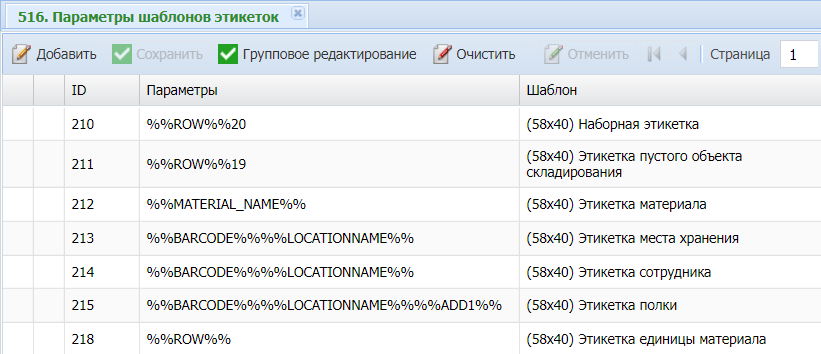 516. Параметры шаблонов этикеток
Добавить Сохранить Групповое редактирование Очистить Отменить Страница 1
ID Параметры Шаблон
210 %%ROW%%20 (58x40) Наборная этикетка
211 %%ROW%%19 (58x40) Этикетка пустого объекта
складирования
212 %%MATERIAL_NAME%% (58x40) Этикетка материала
213 %%BARCODE%%%%LOCATIONNAME%% (58x40) Этикетка места хранения
214 %%BARCODE%%%%LOCATIONNAME%% (58x40) Этикетка сотрудника
215 %%BARCODE%%%%LOCATIONNAME%%%%ADD1%% (58x40) Этикетка полки
218 %%ROW%% (58x40) Этикетка единицы материала